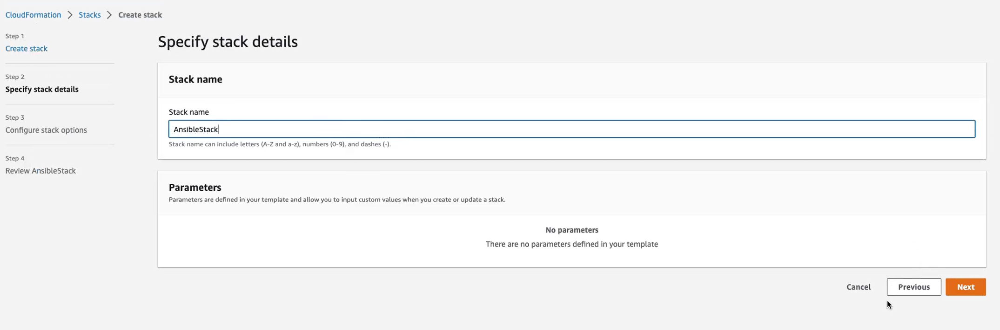 CloudFormation > Stacks > Create stack
Step 1
Create stack
Step 2
Specify stack details
Step 3
Configure stack options
Step 4
Review AnsibleStack
Specify stack details
Stack name
Stack name
AnsibleStack
Stack name can include letters (A-Z and a-z), numbers (0-9), and dashes (-).
Parameters
Parameters are defined in your template and allow you to input custom values when you create or update a stack.
No parameters
There are no parameters defined in your template
Cancel Previous Next